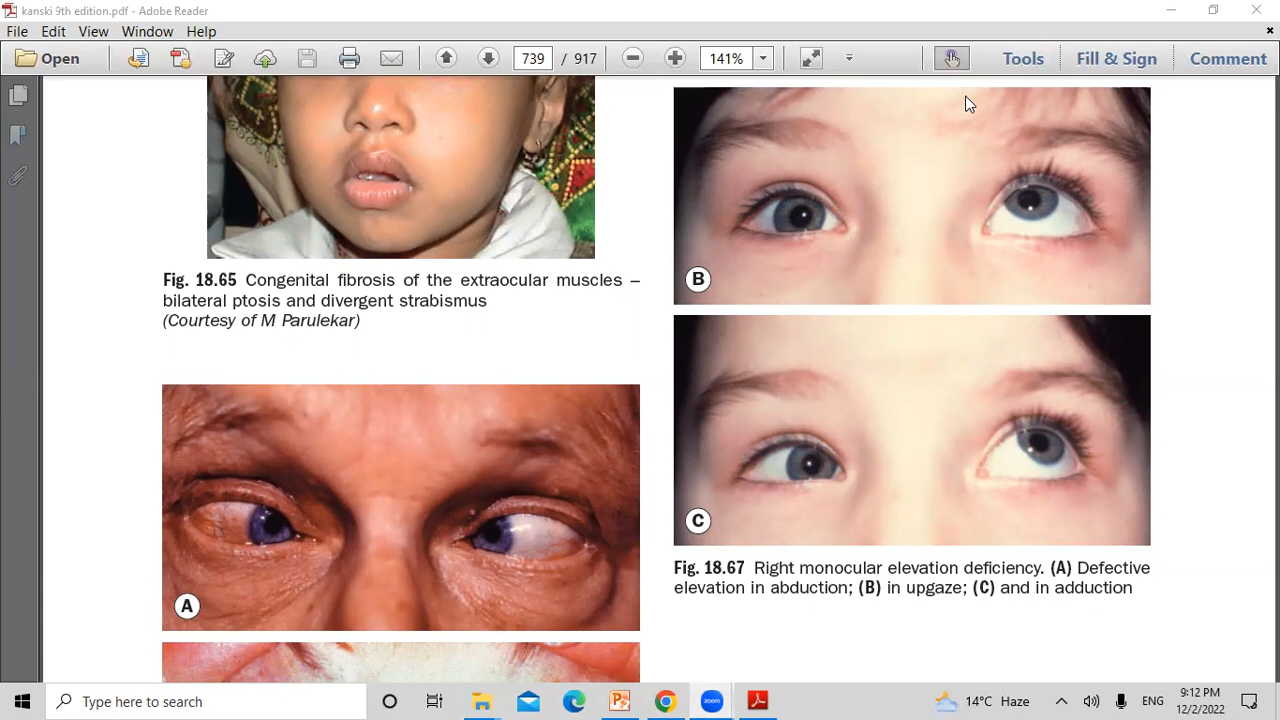 kanski 9th edition.pdf - Adobe Reader
File Edit View Window Help
Open 739 / 917 141% Tools Fill & Sign Comment
Fig. 18.65 Congenital fibrosis of the extraocular muscles –
bilateral ptosis and divergent strabismus
(Courtesy of M Parulekar)
A
B
C
Fig. 18.67 Right monocular elevation deficiency. (A) Defective
elevation in abduction; (B) in upgaze; (C) and in adduction
Type here to search
14°C Haze
ENG
9:12 PM
12/2/2022